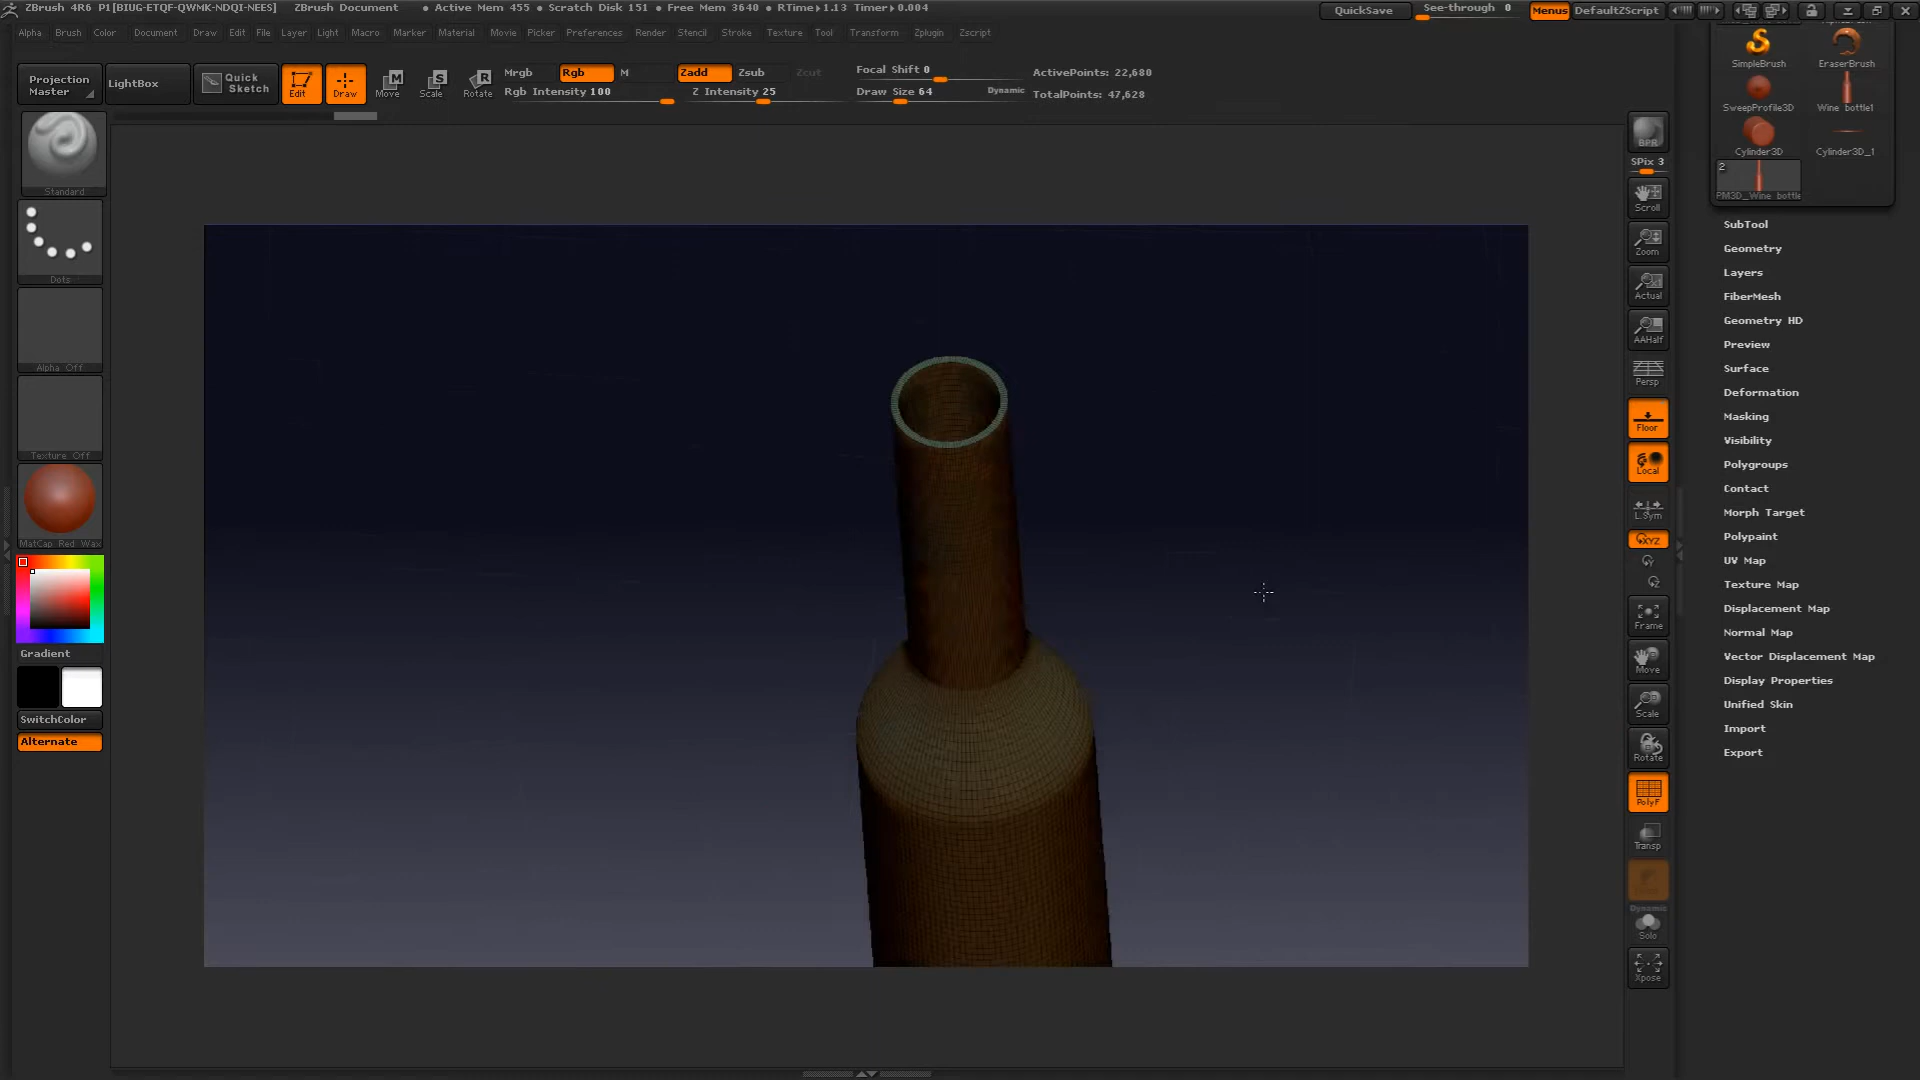 ZBrush 4R6 P1[BIUG-ETQF-QWMK-NDQI-NEES] ZBrush Document • Active Mem 455 • Scratch Disk 151 • Free Mem 3640 • RTime▸1.13 Timer▸0.004 QuickSave See-through 0 Menus DefaultZScript
Alpha Brush Color Document Draw Edit File Layer Light Macro Marker Material Movie Picker Preferences Render Stencil Stroke Texture Tool Transform Zplugin Zscript
Projection Master
LightBox
Quick Sketch
Edit
Draw
Move
Scale
Rotate
Mrgb Rgb M Zadd Zsub Zcut
Rgb Intensity 100 Z Intensity 25
Focal Shift 0
Draw Size 64 Dynamic
ActivePoints: 22,680
TotalPoints: 47,628
Standard
Dots
Alpha Off
Texture Off
MatCap Red Wax
Gradient
SwitchColor
Alternate
BPR
SPix 3
Scroll
Zoom
Actual
AAHalf
Persp
Floor
Local
L.Sym
XYZ
Y
Z
Frame
Move
Scale
Rotate
PolyF
Transp
Dynamic
Solo
Xpose
SimpleBrush EraserBrush
SweepProfile3D Wine_bottle1
Cylinder3D Cylinder3D_1
2
PM3D_Wine_bottle
SubTool
Geometry
Layers
FiberMesh
Geometry HD
Preview
Surface
Deformation
Masking
Visibility
Polygroups
Contact
Morph Target
Polypaint
UV Map
Texture Map
Displacement Map
Normal Map
Vector Displacement Map
Display Properties
Unified Skin
Import
Export